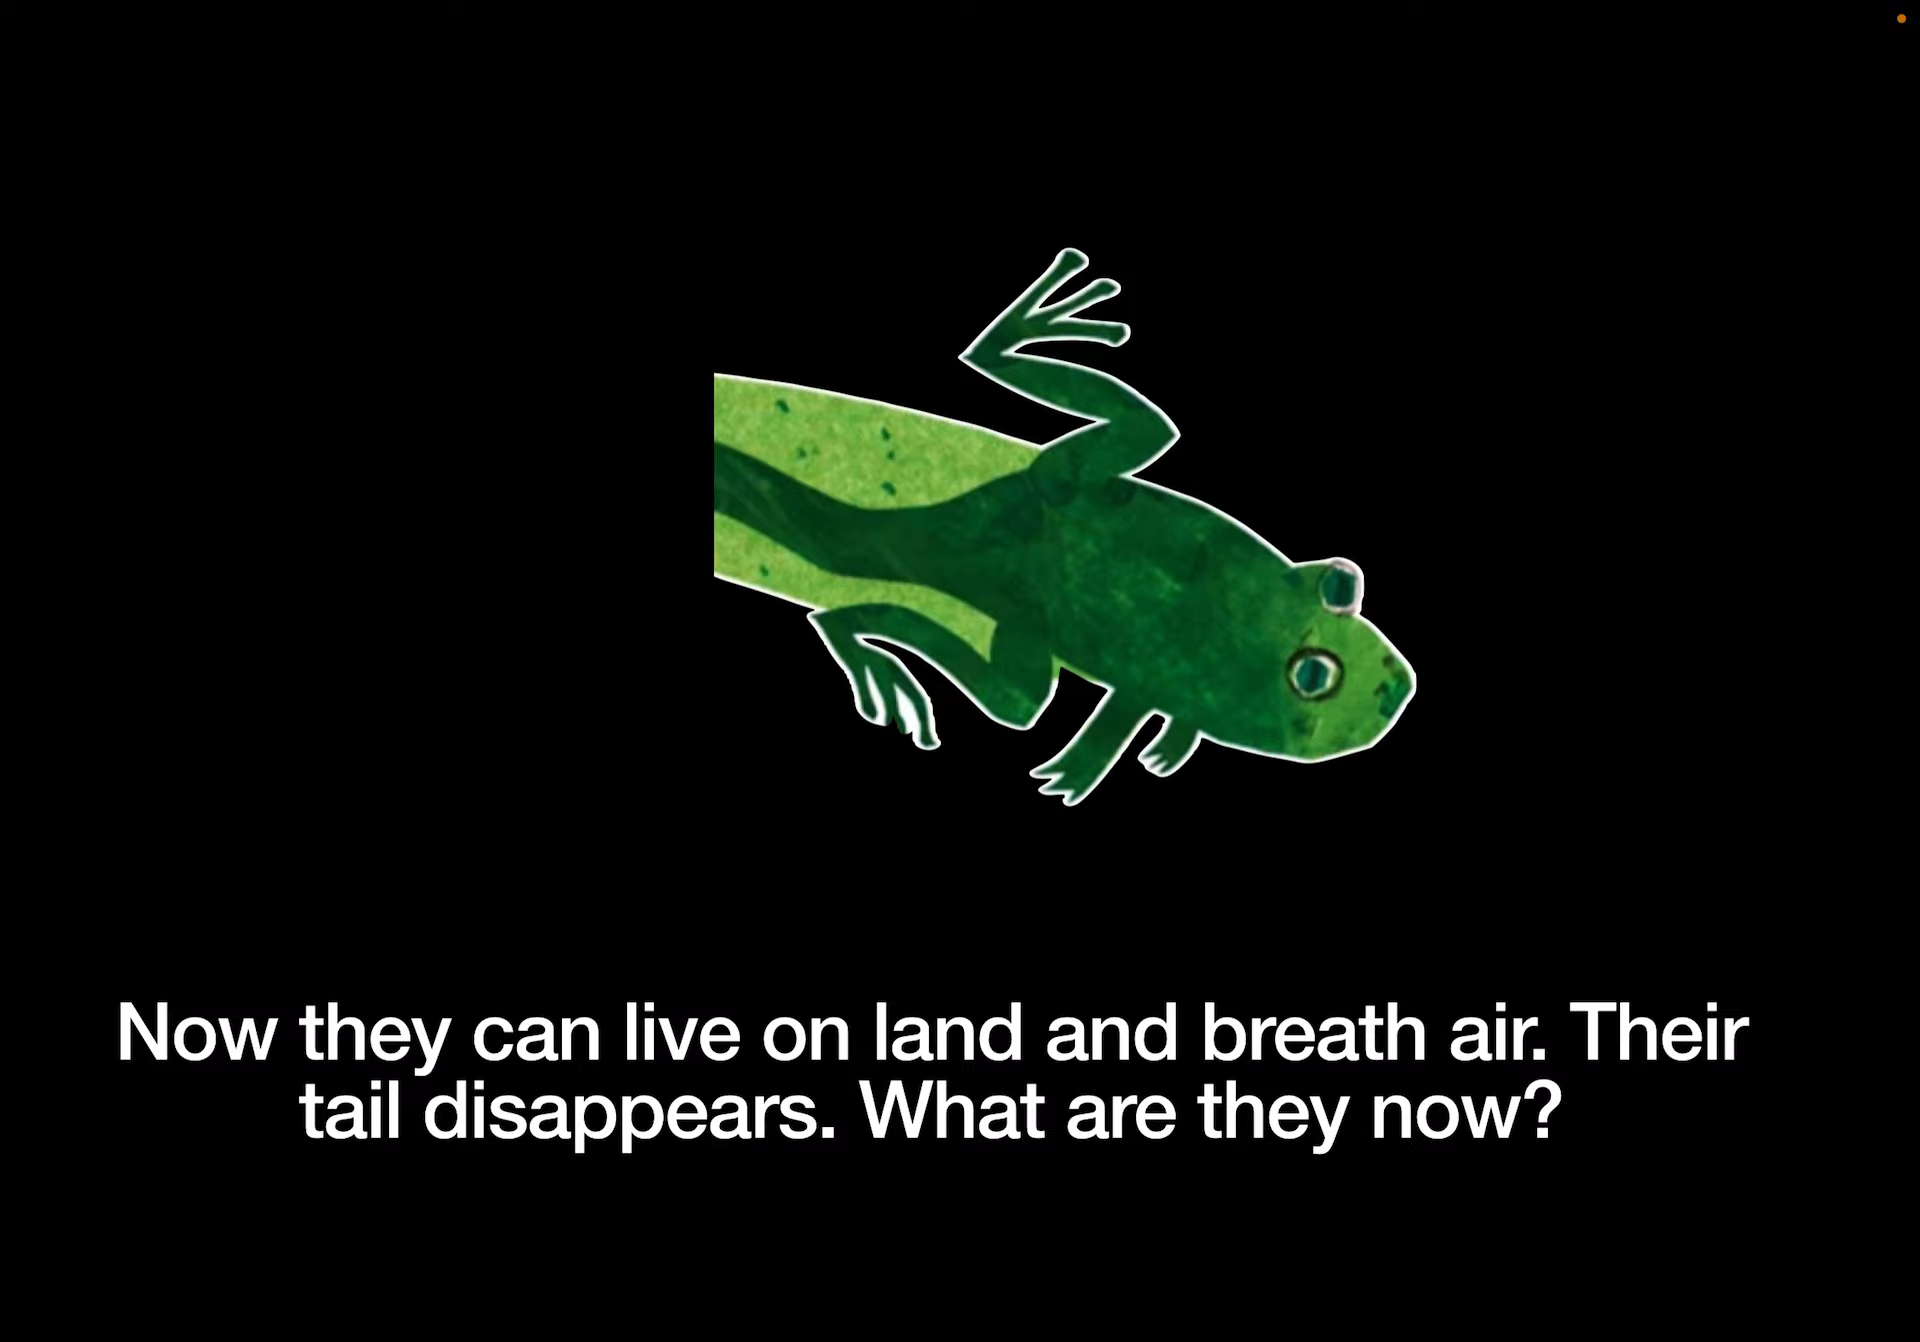 Now they can live on land and breath air. Their
tail disappears. What are they now?